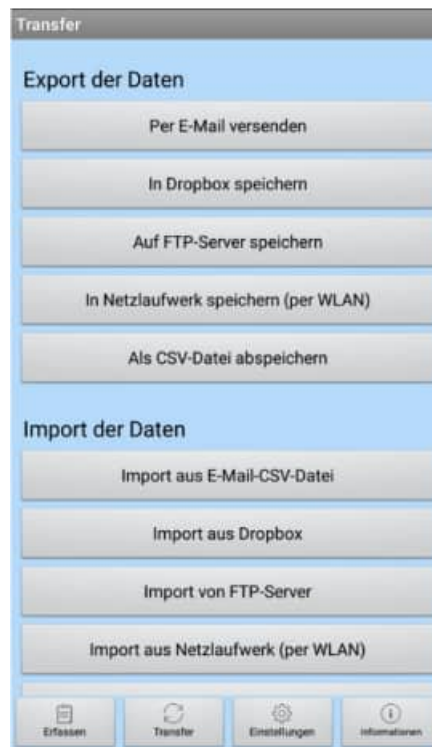 Transfer
Export der Daten
Per E-Mail versenden
In Dropbox speichern
Auf FTP-Server speichern
In Netzlaufwerk speichern (per WLAN)
Als CSV-Datei abspeichern
Import der Daten
Import aus E-Mail-CSV-Datei
Import aus Dropbox
Import von FTP-Server
Import aus Netzlaufwerk (per WLAN)
Erfassen
Transfer
Einstellungen
Informationen